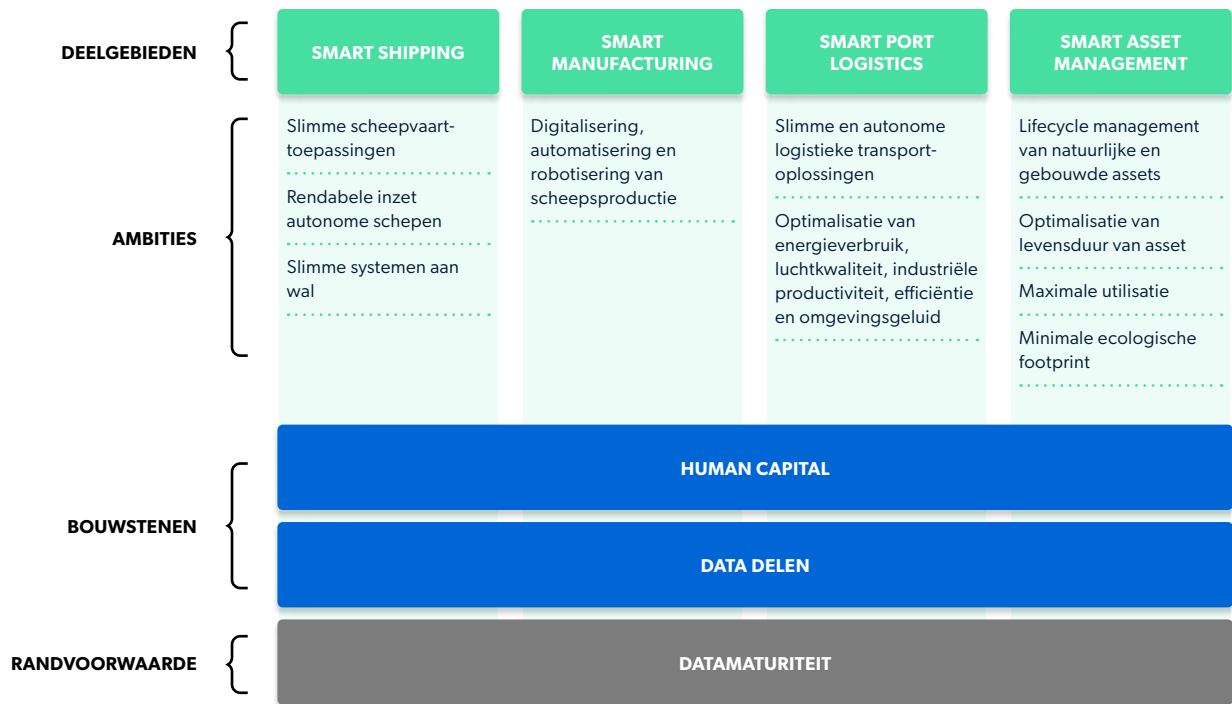 DEELGEBIEDEN
SMART SHIPPING
SMART
MANUFACTURING
SMART PORT
LOGISTICS
SMART ASSET
MANAGEMENT
AMBITIES
Slimme scheepvaart-
toepassingen
Rendabele inzet
autonome schepen
Slimme systemen aan
wal
Digitalisering,
automatisering en
robotisering van
scheepsproductie
Slimme en autonome
logistieke transport-
oplossingen
Optimalisatie van
energieverbruik,
luchtkwaliteit, industriële
productiviteit, efficiëntie
en omgevingsgeluid
Lifecycle management
van natuurlijke en
gebouwde assets
Optimalisatie van
levensduur van asset
Maximale utilisatie
Minimale ecologische
footprint
BOUWSTENEN
HUMAN CAPITAL
DATA DELEN
RANDVOORWAARDE
DATAMATURITEIT